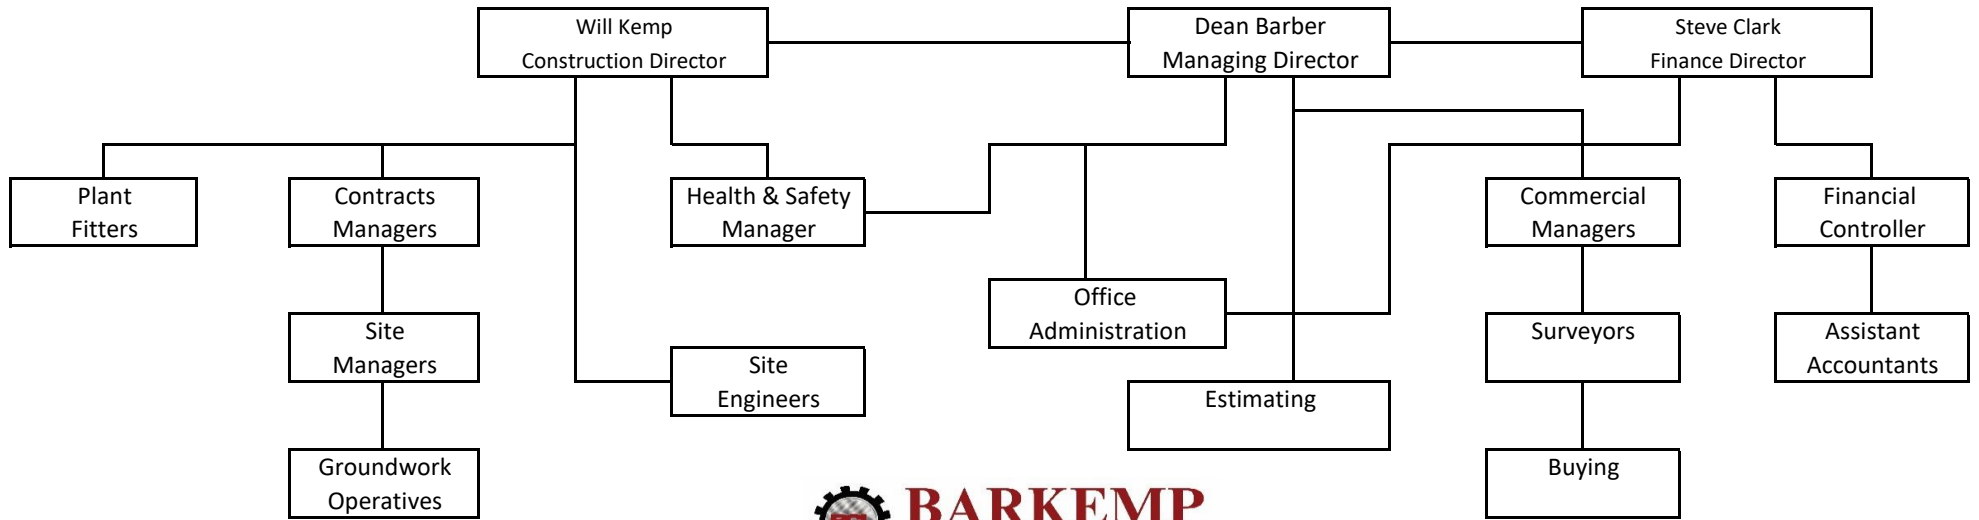 Will Kemp
Construction Director
Dean Barber
Managing Director
Steve Clark
Finance Director
Plant
Fitters
Contracts
Managers
Health & Safety
Manager
Commercial
Managers
Financial
Controller
Office
Administration
Site
Managers
Surveyors
Assistant
Accountants
Site
Engineers
Estimating
Groundwork
Operatives
Buying
BARKEMP